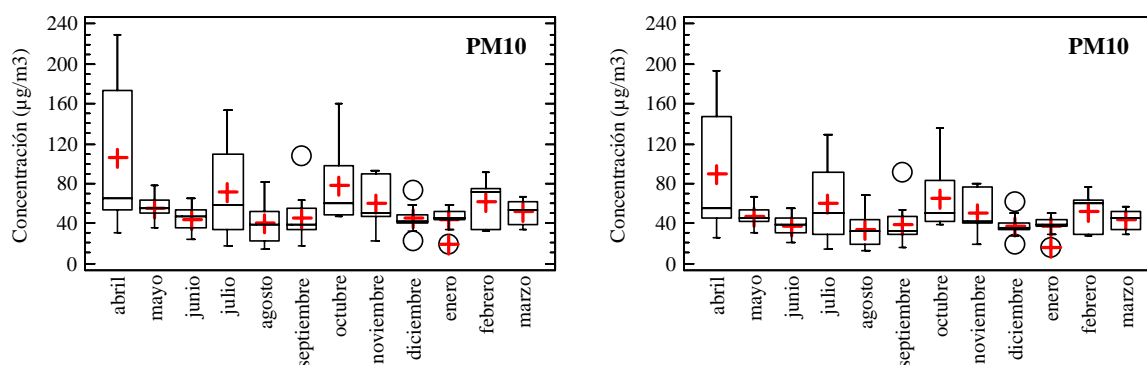 240
200
160
120
80
40
0
Concentración (µg/m3)
PM10
abril
mayo
junio
julio
agosto
septiembre
octubre
noviembre
diciembre
enero
febrero
marzo
240
200
160
120
80
40
0
Concentración (µg/m3)
PM10
abril
mayo
junio
julio
agosto
septiembre
octubre
noviembre
diciembre
enero
febrero
marzo